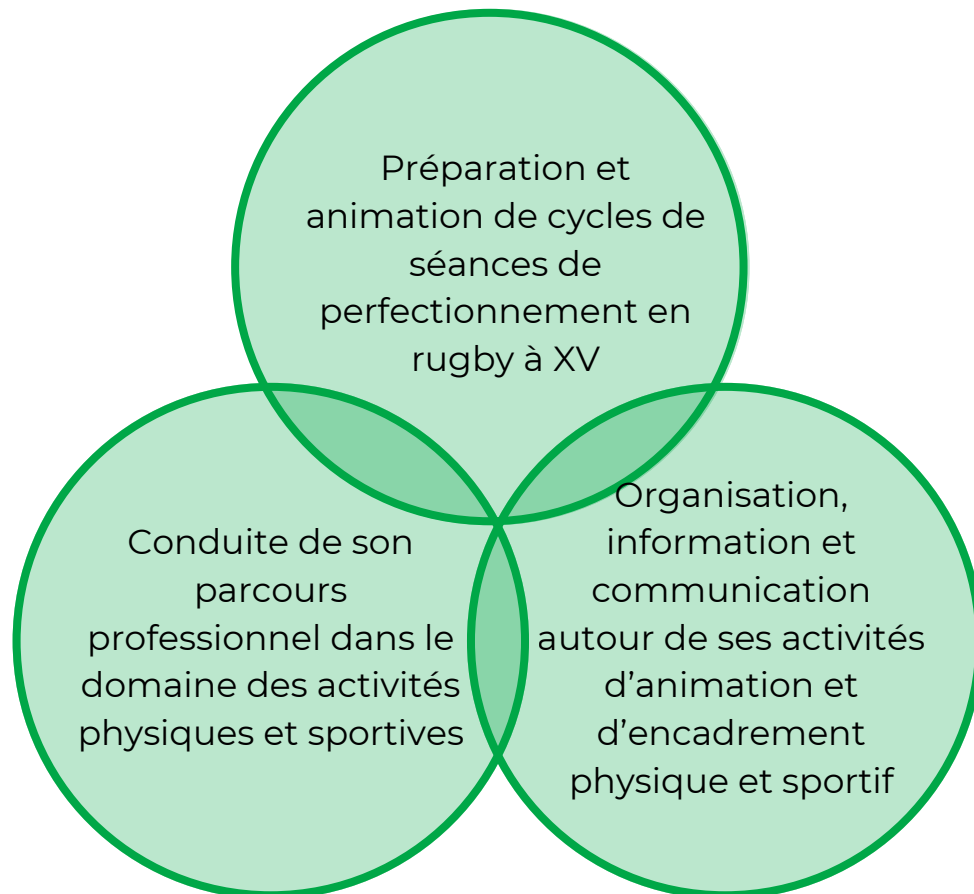 Préparation et
animation de cycles de
séances de
perfectionnement en
rugby à XV
Conduite de son
parcours
professionnel dans le
domaine des activités
physiques et sportives
Organisation,
information et
communication
autour de ses activités
d’animation et
d’encadrement
physique et sportif